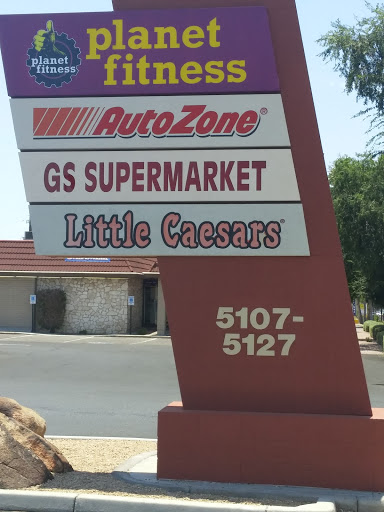 planet
fitness
planet
fitness
AutoZone®
GS SUPERMARKET
Little Caesars®
5107-
5127